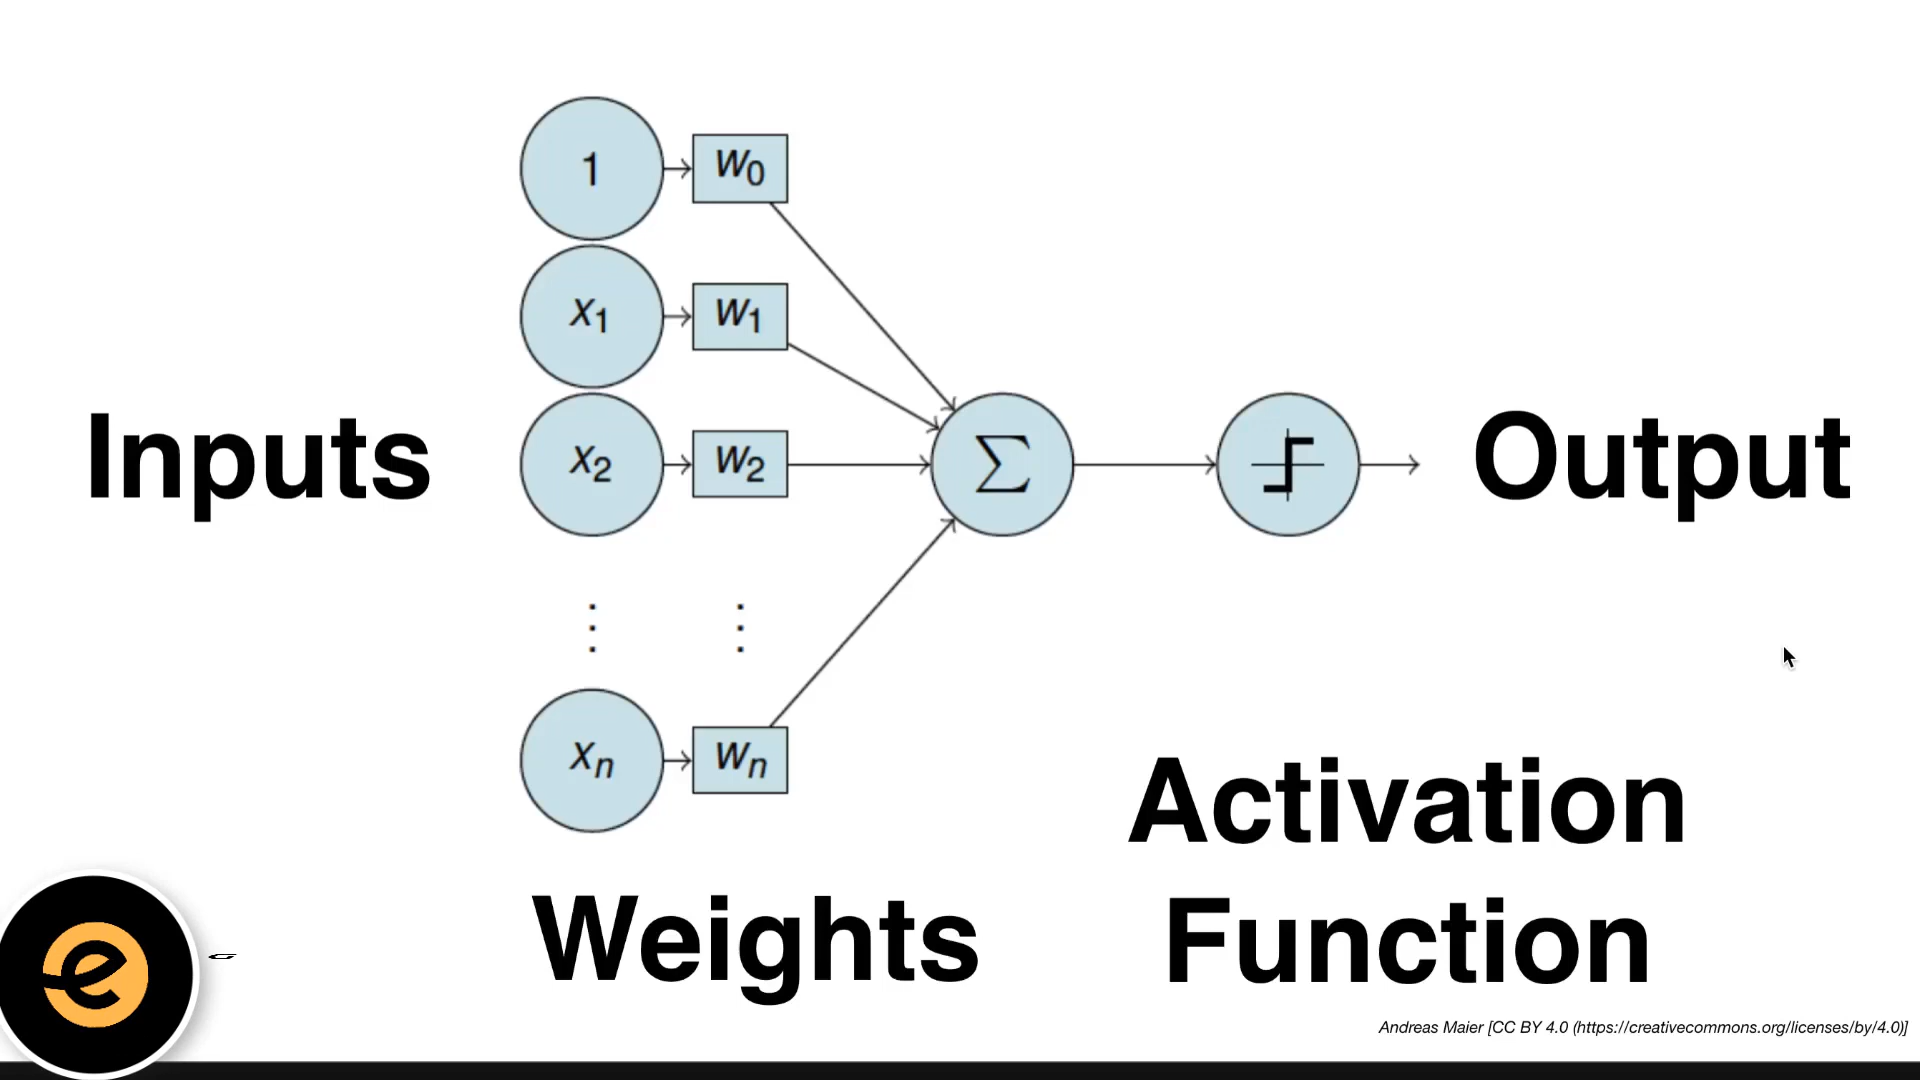 1 w0
x1 w1
Inputs x2 w2 Σ Output
⋮ ⋮
xn wn
Activation
Function
Weights
e
Andreas Maier [CC BY 4.0 (https://creativecommons.org/licenses/by/4.0)]